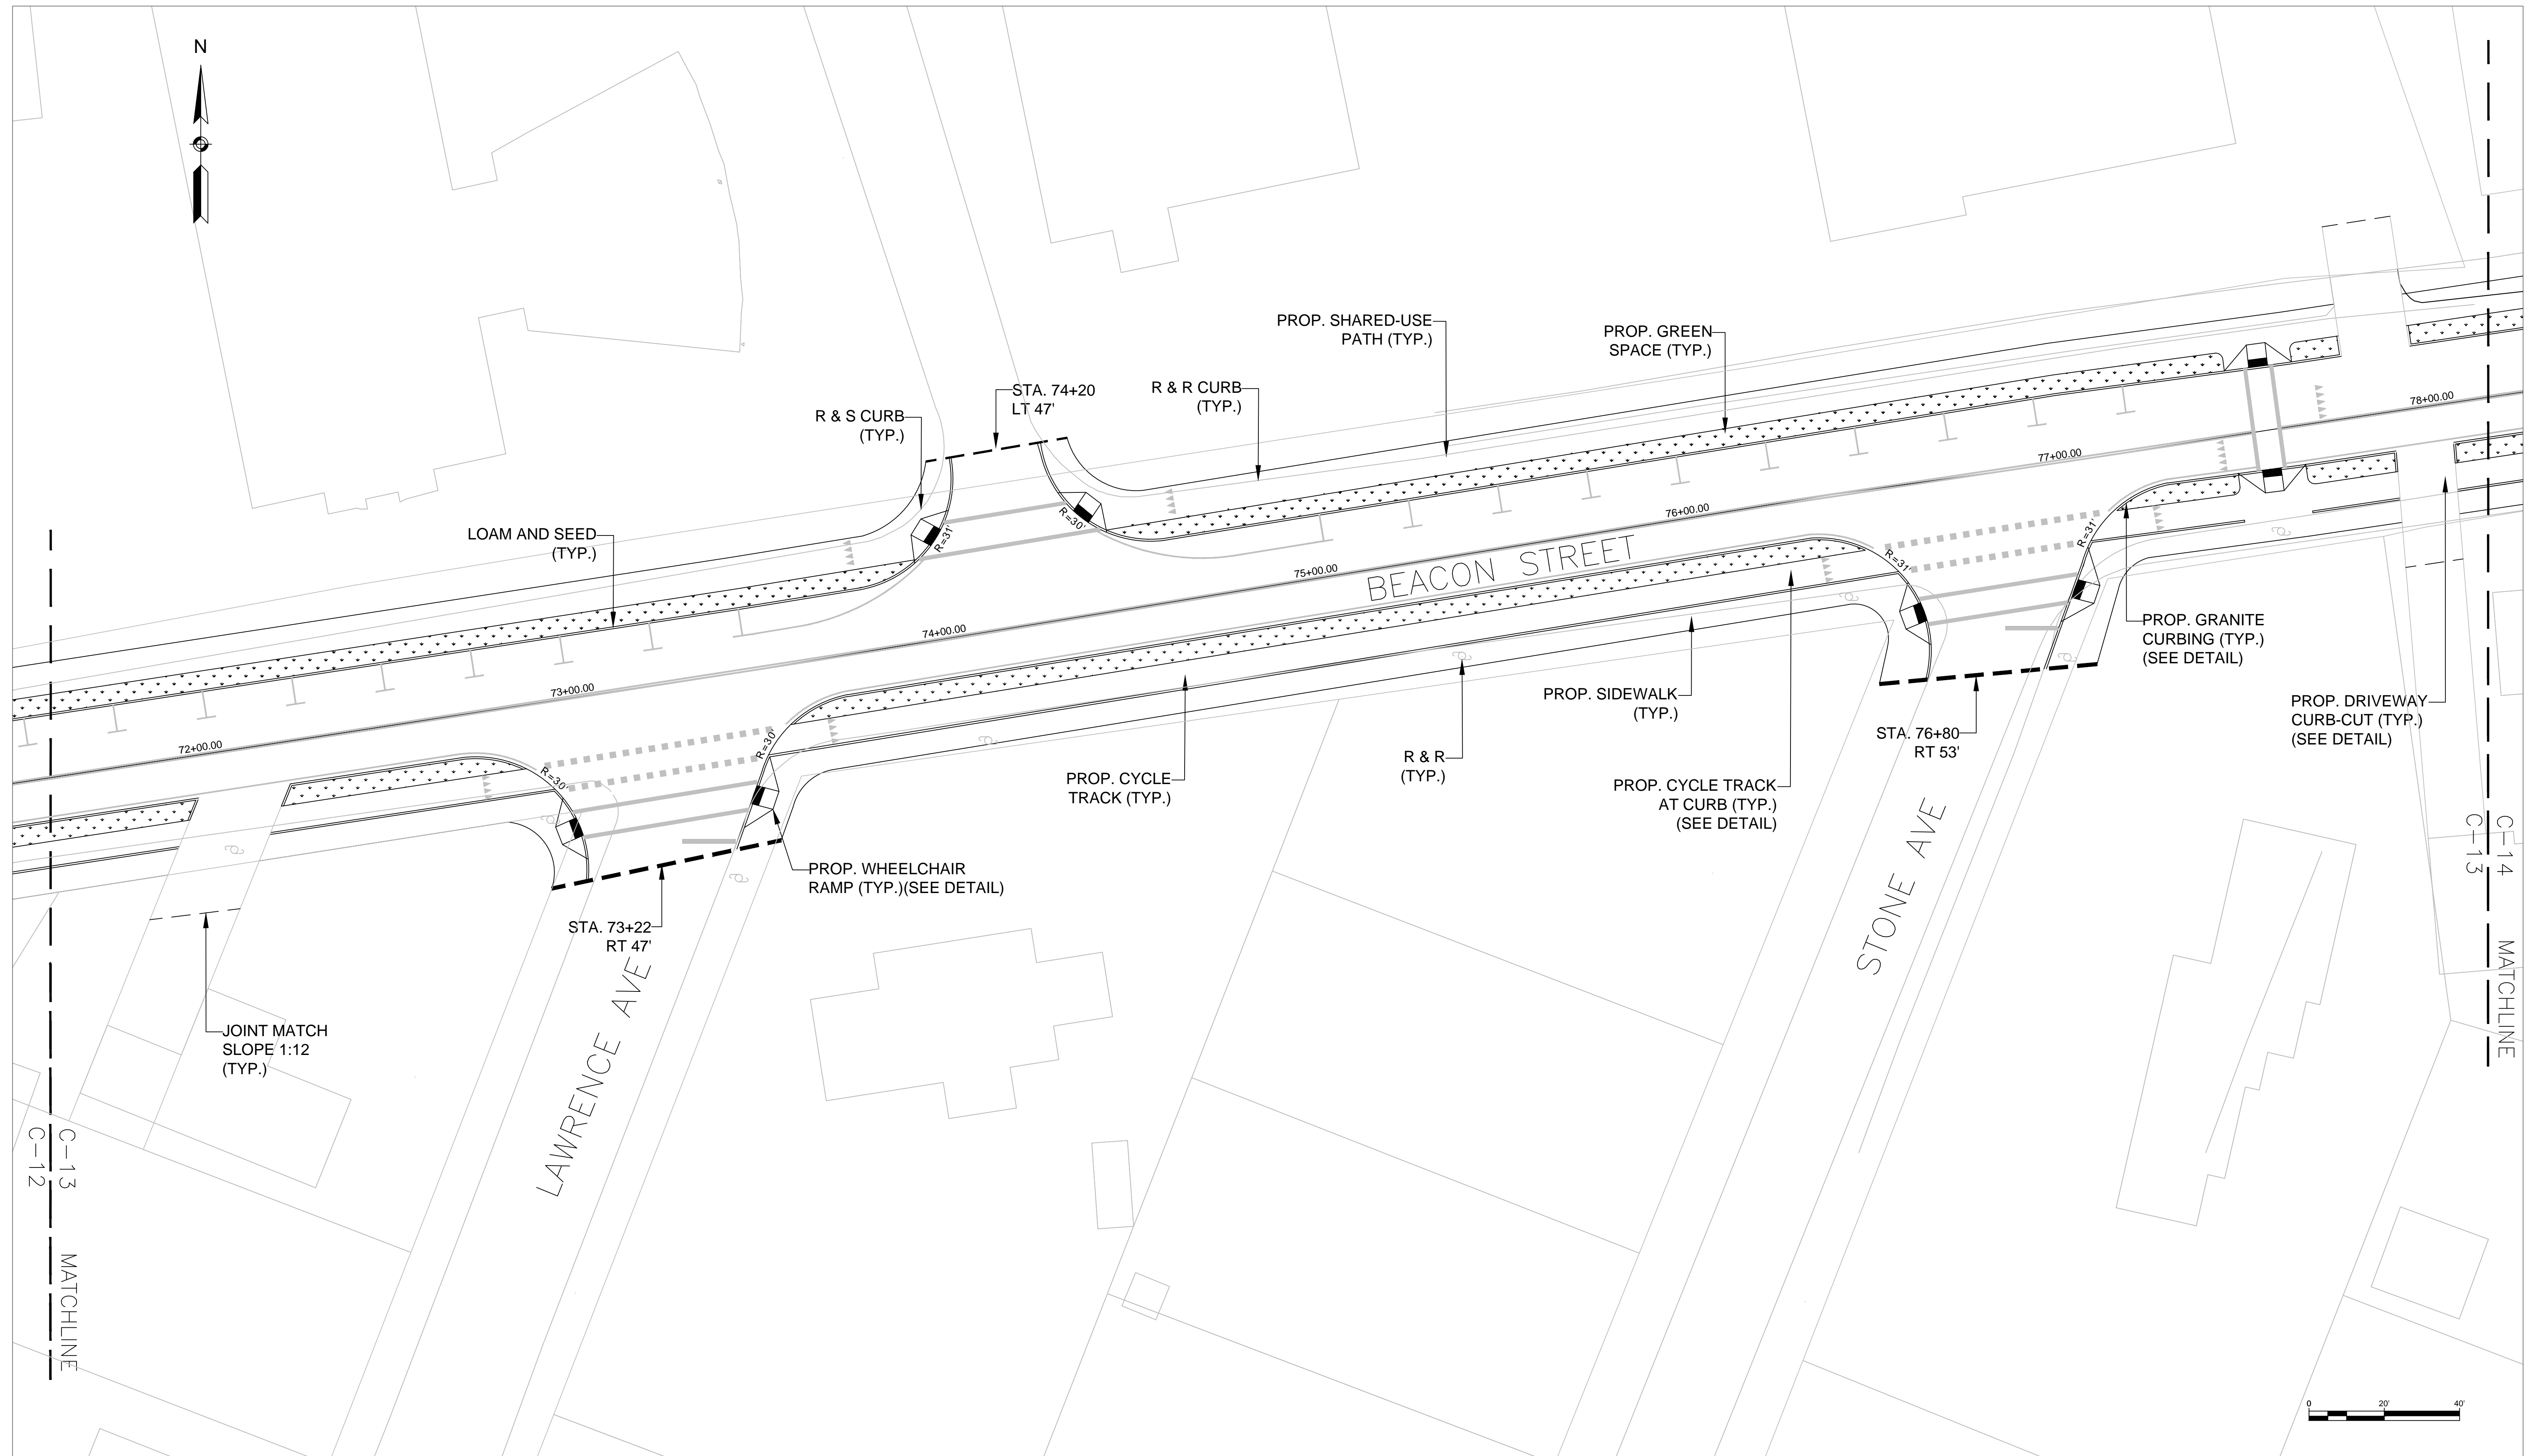 N
PROP. SHARED-USE
PATH (TYP.)
PROP. GREEN
SPACE (TYP.)
STA. 74+20
LT 47'
R & R CURB
(TYP.)
R & S CURB
(TYP.)
LOAM AND SEED
(TYP.)
R=31'
R=30'
78+00.00
77+00.00
76+00.00
75+00.00
74+00.00
73+00.00
72+00.00
BEACON STREET
R=31'
R=31'
R=30'
R=30'
PROP. GRANITE
CURBING (TYP.)
(SEE DETAIL)
PROP. DRIVEWAY
CURB-CUT (TYP.)
(SEE DETAIL)
PROP. SIDEWALK
(TYP.)
STA. 76+80
RT 53'
R & R
(TYP.)
PROP. CYCLE
TRACK (TYP.)
PROP. CYCLE TRACK
AT CURB (TYP.)
(SEE DETAIL)
PROP. WHEELCHAIR
RAMP (TYP.)(SEE DETAIL)
STA. 73+22
RT 47'
JOINT MATCH
SLOPE 1:12
(TYP.)
LAWRENCE AVE
STONE AVE
C-14
C-13
MATCHLINE
C-13
C-12
MATCHLINE
0 20' 40'